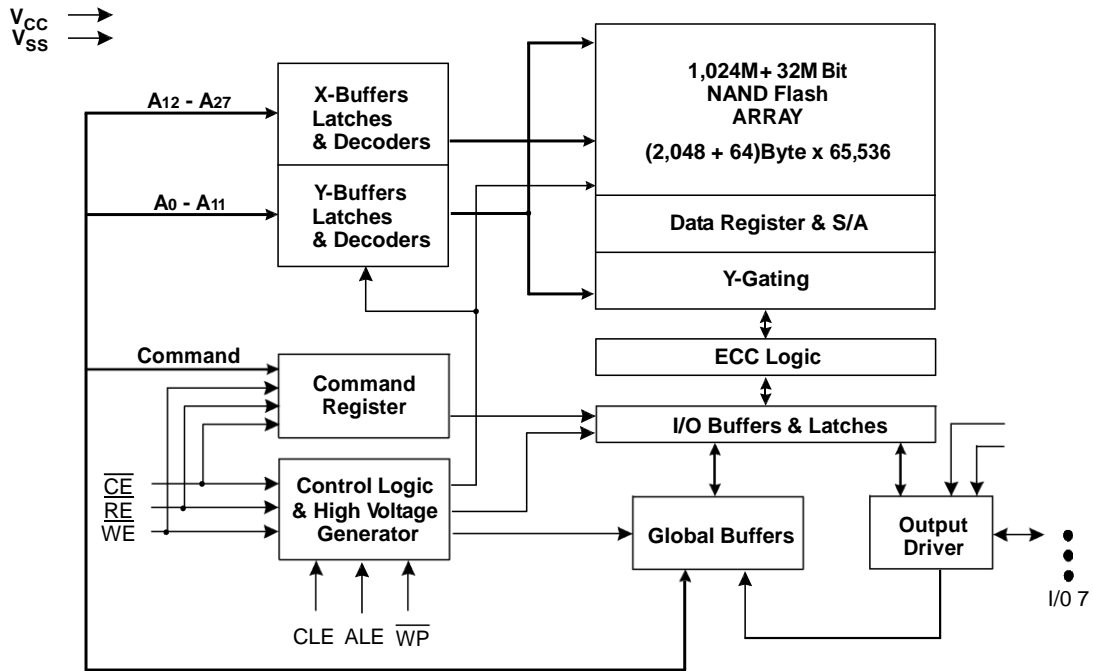 VCC
VSS
A12 - A27
X-Buffers
Latches
& Decoders
A0 - A11
Y-Buffers
Latches
& Decoders
1,024M + 32M Bit
NAND Flash
ARRAY
(2,048 + 64)Byte x 65,536
Data Register & S/A
Y-Gating
ECC Logic
Command
Command
Register
I/O Buffers & Latches
CE
RE
WE
Control Logic
& High Voltage
Generator
Global Buffers
Output
Driver
I/0 7
CLE ALE WP